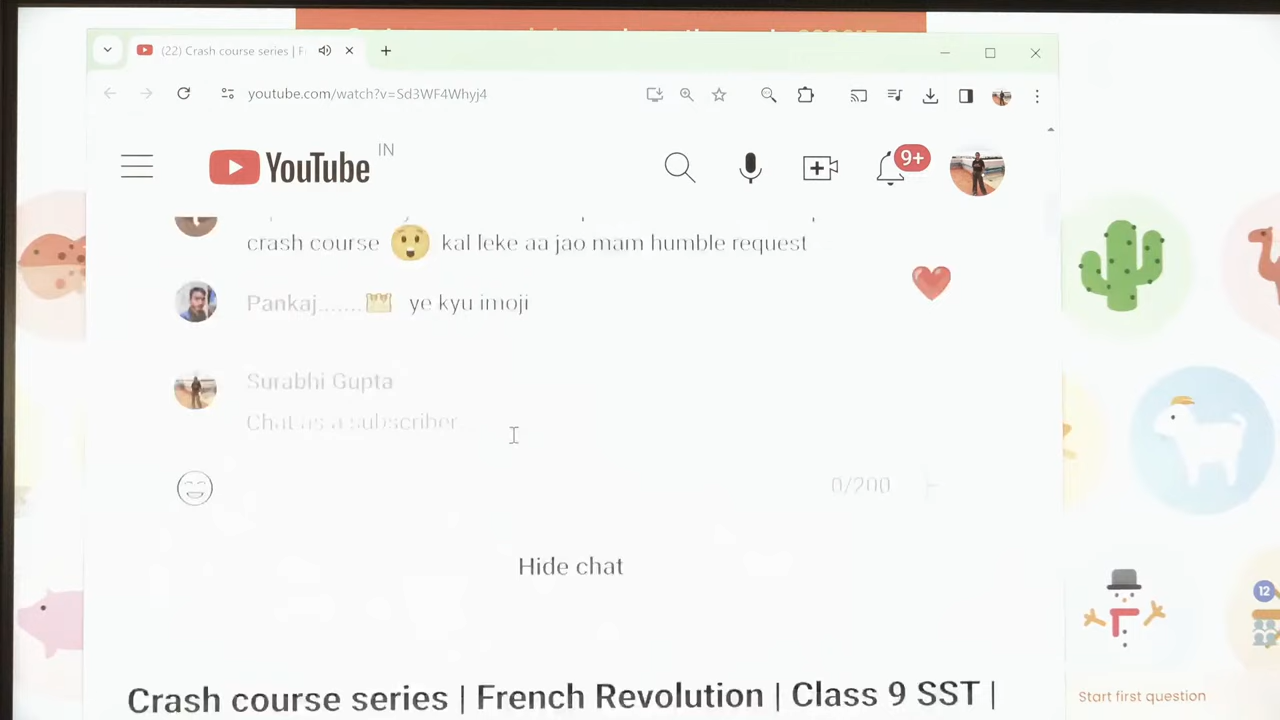 (22) Crash course series | F
youtube.com/watch?v=Sd3WF4Whyj4
YouTube IN
9+
crash course 😲 kal leke aa jao mam humble request
Pankaj....... ye kyu imoji
Surabhi Gupta
Chat as a subscriber
0/200
Hide chat
Crash course series | French Revolution | Class 9 SST |
12
Start first question